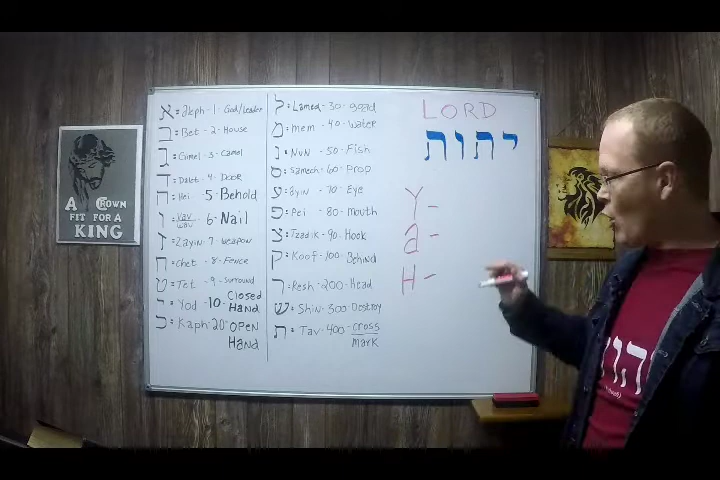 א = Aleph - 1 - God/Leader
ב = Bet - 2 - House
ג = Gimel - 3 - Camel
ד = Dalet - 4 - Door
ה = Hei 5 - Behold
ו = vav/wav 6 - Nail
ז = Zayin - 7 - weapon
ח = Chet - 8 - Fence
ט = Tet - 9 - Surround
י = Yod - 10 - Closed Hand
כ = Kaph - 20 - OPEN Hand
ל = Lamed - 30 - goad
מ = mem - 40 - water
נ = NuN - 50 - Fish
ס = Samech - 60 - Prop
ע = Ayin - 70 - Eye
פ = Pei - 80 - Mouth
צ = Tzadik - 90 - Hook
ק = Koof - 100 - Behind
ר = Resh - 200 - Head
ש = Shin - 300 Destroy
ת = Tav - 400 - cross
mark
LORD
יהוה
Y -
a -
H -
A CROWN
FIT FOR A
KING
הוה